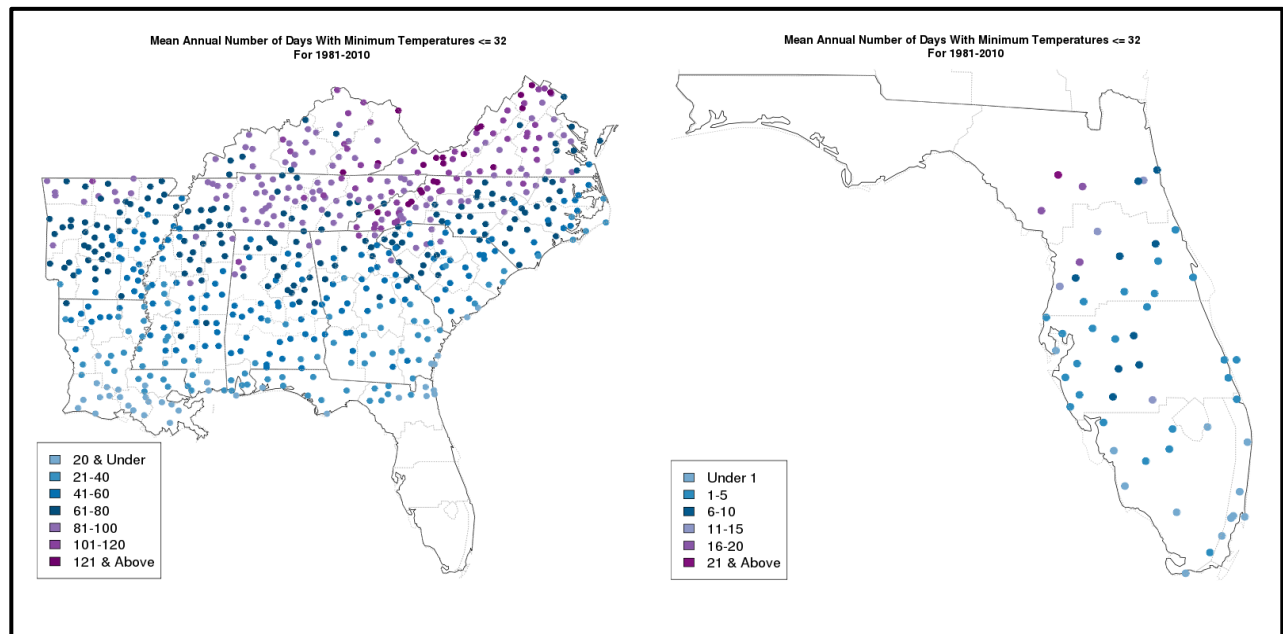 Mean Annual Number of Days With Minimum Temperatures <= 32
For 1981-2010
20 & Under
21-40
41-60
61-80
81-100
101-120
121 & Above
Mean Annual Number of Days With Minimum Temperatures <= 32
For 1981-2010
Under 1
1-5
6-10
11-15
16-20
21 & Above